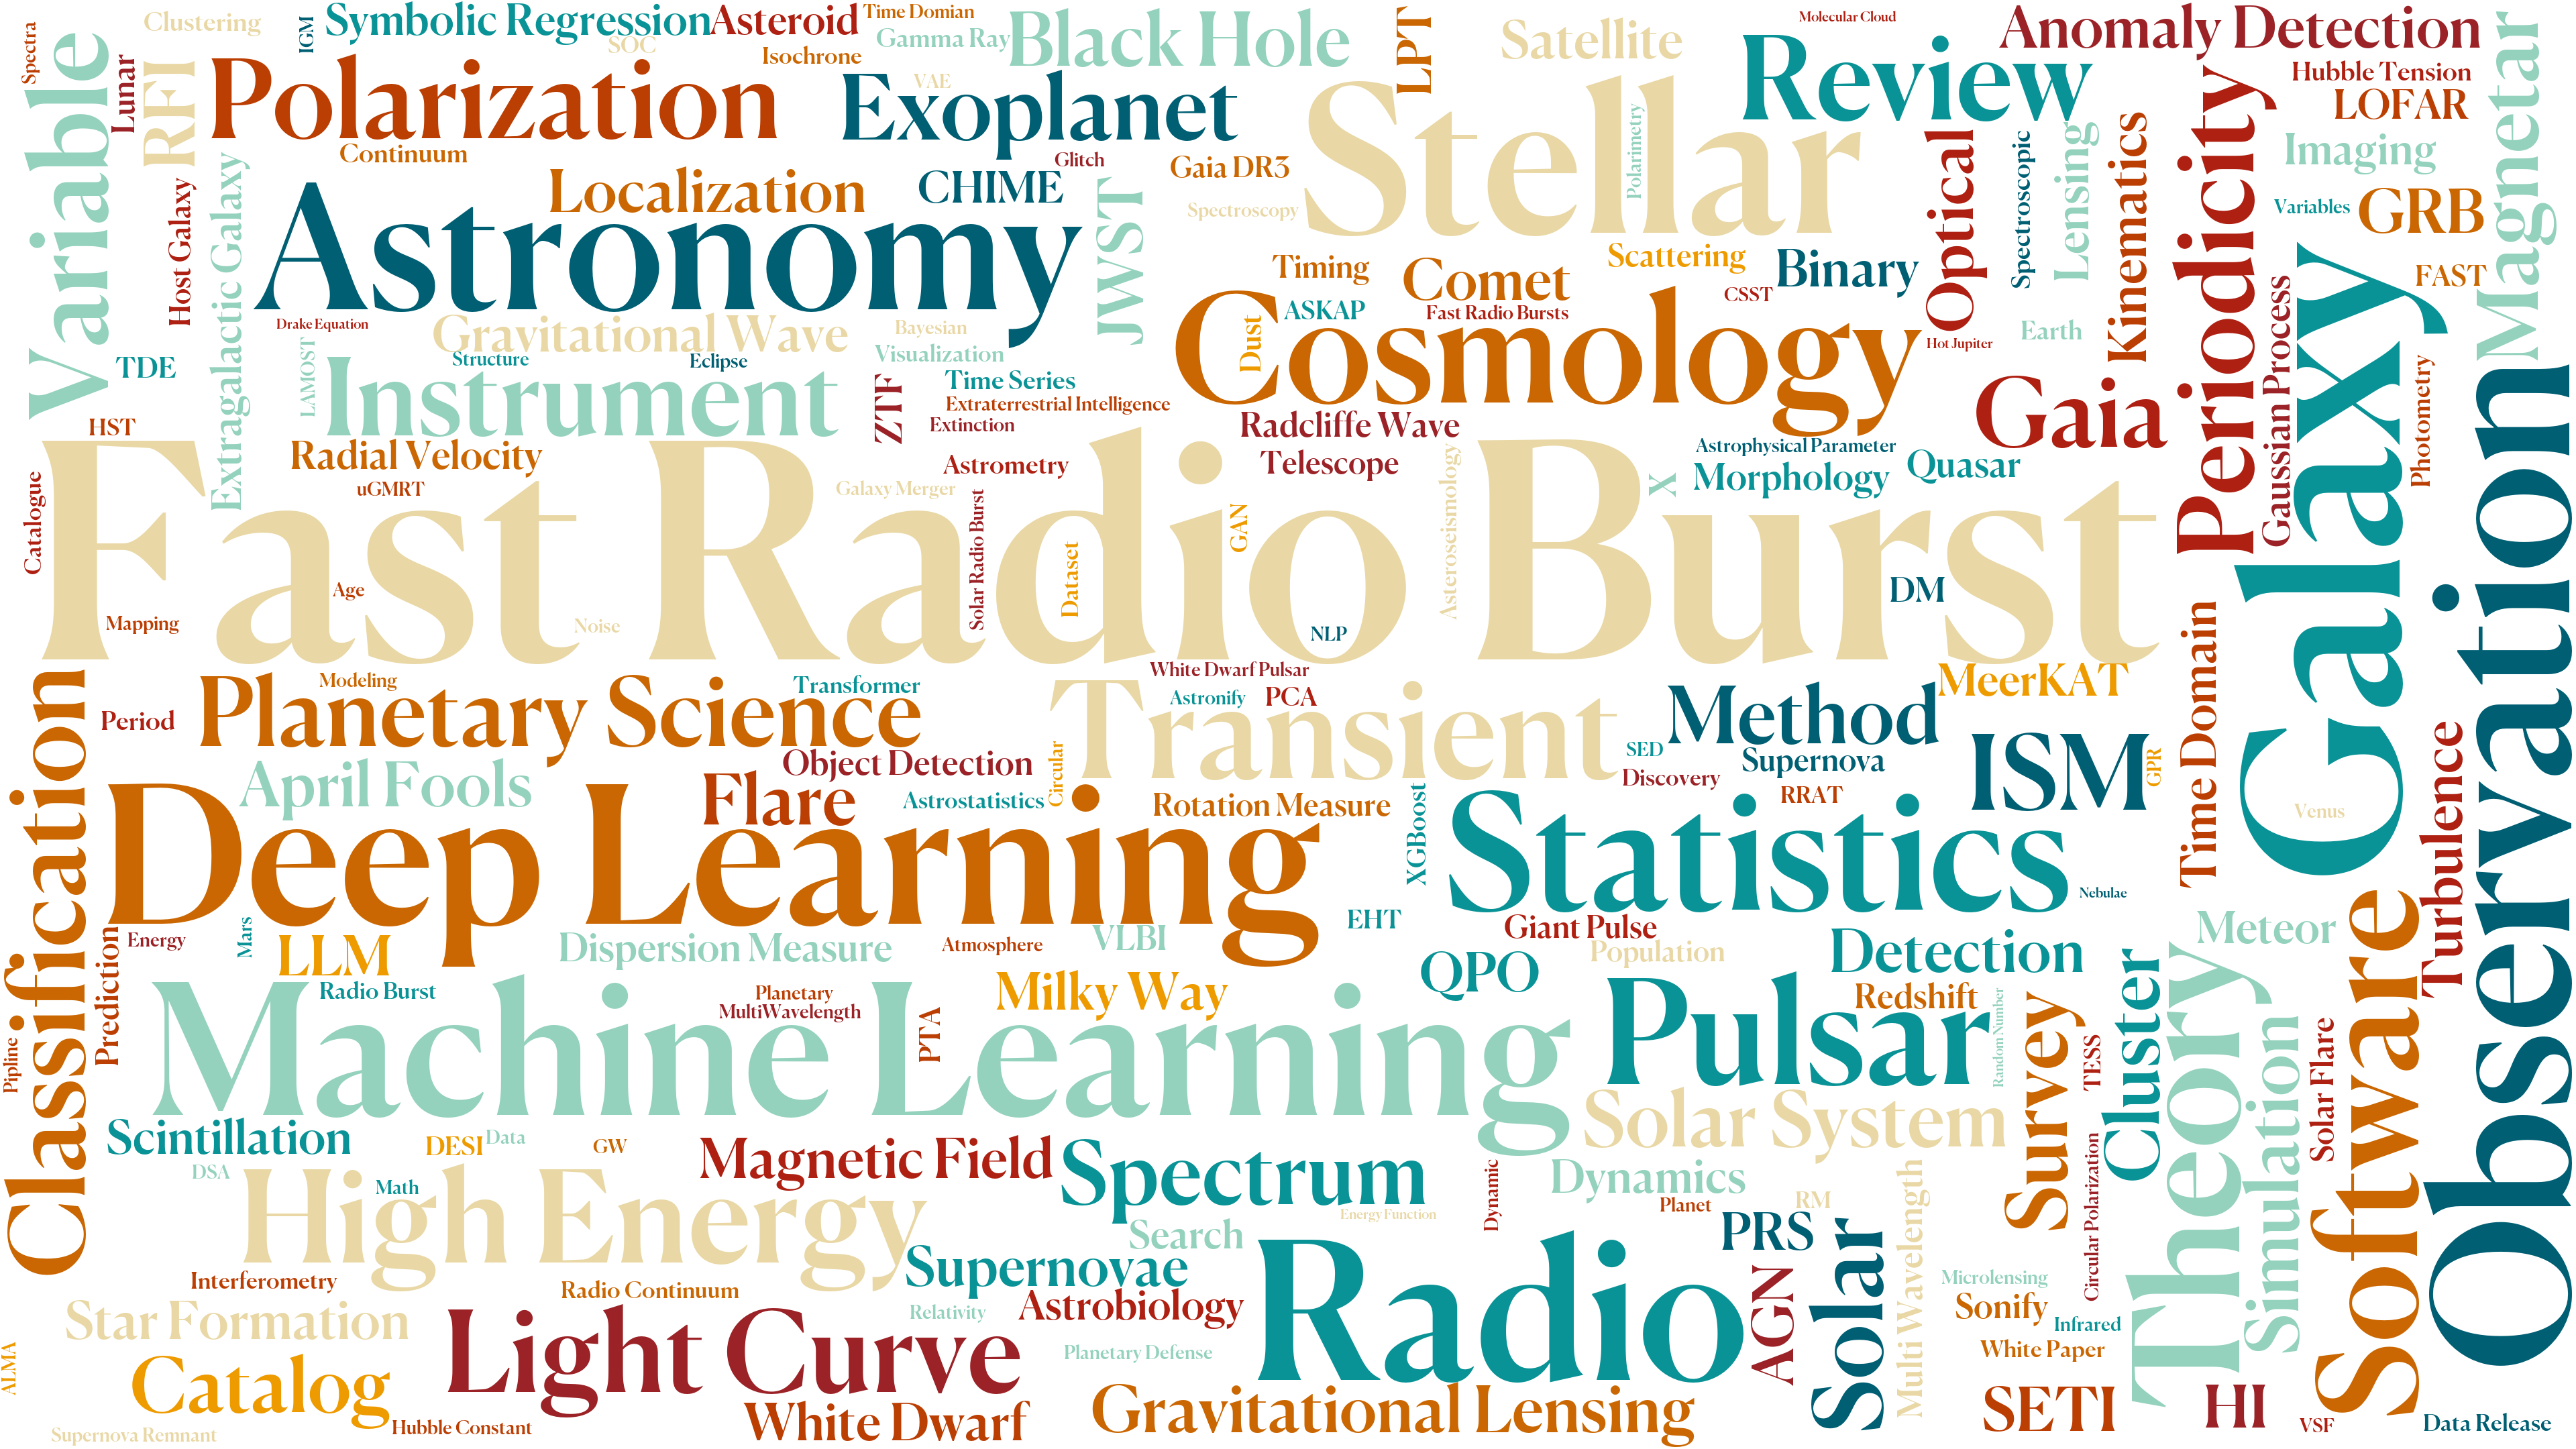 Spectra
Clustering
IGM
Symbolic Regression
Asteroid
Time Domian
Gamma Ray
Isochrone
SOC
VAE
Black Hole
LPT
Satellite
Molecular Cloud
Anomaly Detection
Hubble Tension
LOFAR
Magnetar
Variable
Lunar
RFI
Polarization
Exoplanet
Stellar
Review
Imaging
Continuum
Glitch
Gaia DR3
Polarimetry
Optical
Spectroscopic
Lensing
Kinematics
Periodicity
Variables
GRB
Host Galaxy
Extragalactic Galaxy
Localization
CHIME
JWST
Spectroscopy
Astronomy
Timing
Comet
Scattering
Binary
CSST
FAST
Drake Equation
Gravitational Wave
Bayesian
ASKAP
Fast Radio Bursts
Earth
Hot Jupiter
Gaussian Process
Galaxy
TDE
LAMOST
Structure
Eclipse
Visualization
Dust
Cosmology
Instrument
Time Series
ZTF
Extraterrestrial Intelligence
Extinction
Gaia
Photometry
Observation
HST
Radial Velocity
Astrometry
Radcliffe Wave
Telescope
Astrophysical Parameter
Morphology
Quasar
X
Catalogue
uGMRT
Galaxy Merger
Solar Radio Burst
GAN
Asteroseismology
Fast Radio Burst
Age
Dataset
DM
Mapping
Noise
NLP
Time Domain
Classification
Modeling
Transformer
White Dwarf Pulsar
Astronify
PCA
MeerKAT
Period
Planetary Science
Transient
Method
SED
Supernova
ISM
GPR
Turbulence
April Fools
Object Detection
Circular
Discovery
RRAT
Venus
Flare
Astrostatistics
Rotation Measure
XGBoost
Deep Learning
Statistics
Nebulae
Energy
Mars
EHT
Giant Pulse
Meteor
Software
Prediction
LLM
Dispersion Measure
Atmosphere
VLBI
Population
Detection
Radio Burst
Planetary
MultiWavelength
Milky Way
QPO
Redshift
Cluster
Theory
Pipline
Machine Learning
PTA
Pulsar
Random Number
Survey
TESS
Simulation
Solar Flare
Scintillation
DESI
Data
GW
Magnetic Field
Spectrum
Solar System
DSA
Math
High Energy
Dynamic
Dynamics
Planet
RM
Multi Wavelength
Circular Polarization
Energy Function
Search
PRS
Solar
Supernovae
Radio
Interferometry
Radio Continuum
Relativity
Astrobiology
AGN
Microlensing
Sonify
Infrared
Star Formation
Light Curve
Planetary Defense
White Paper
ALMA
Catalog
Hubble Constant
White Dwarf
Gravitational Lensing
SETI
HI
VSF
Data Release
Supernova Remnant